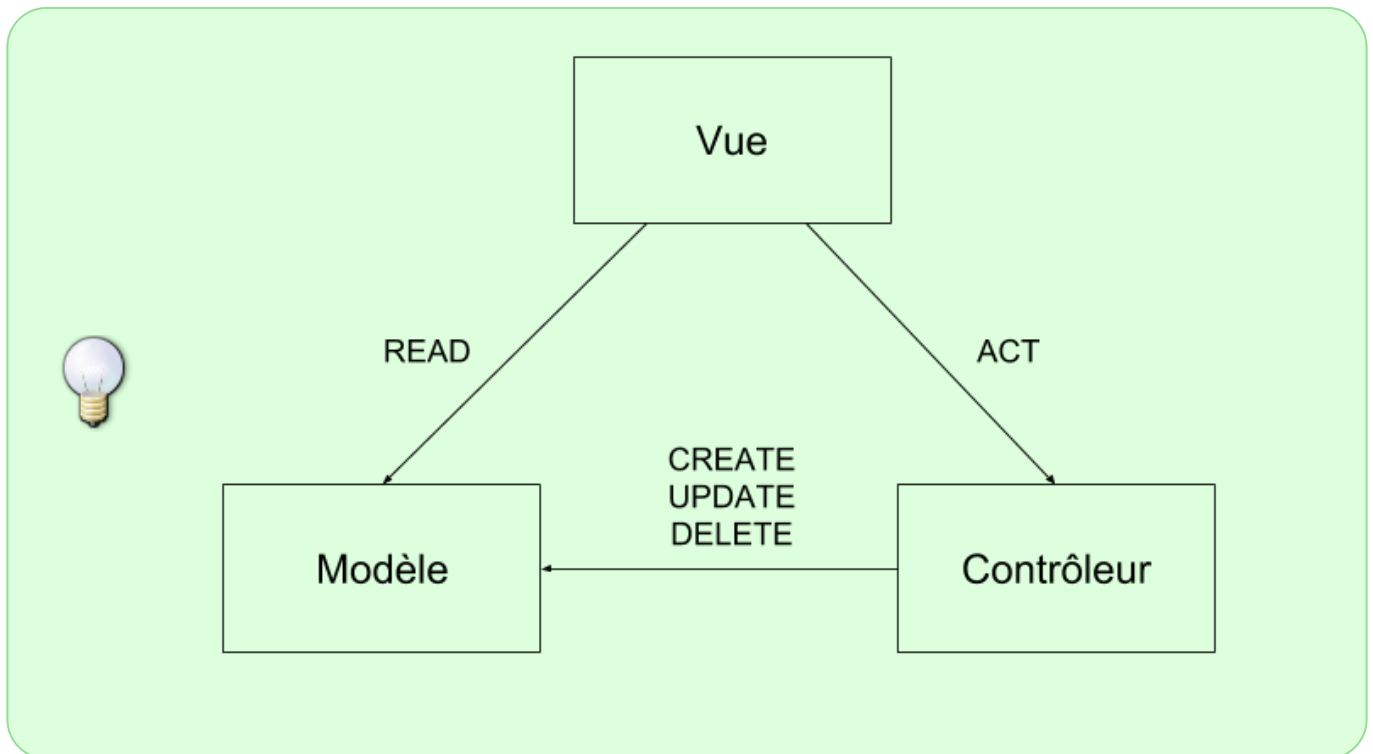 Vue
READ
ACT
CREATE
UPDATE
DELETE
Modèle
Contrôleur